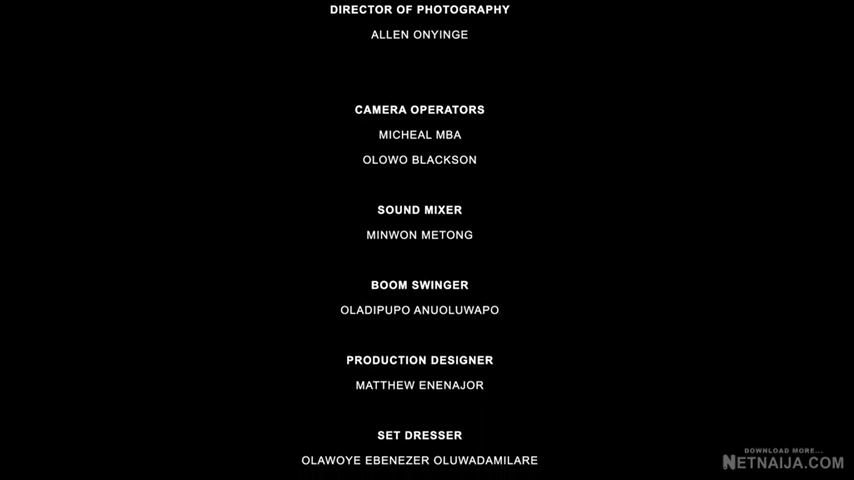 DIRECTOR OF PHOTOGRAPHY
ALLEN ONYINGE
CAMERA OPERATORS
MICHEAL MBA
OLOWO BLACKSON
SOUND MIXER
MINWON METONG
BOOM SWINGER
OLADIPUPO ANUOLUWAPO
PRODUCTION DESIGNER
MATTHEW ENENAJOR
SET DRESSER
OLAWOYE EBENEZER OLUWADAMILARE
DOWNLOAD MORE...
NETNAIJA.COM